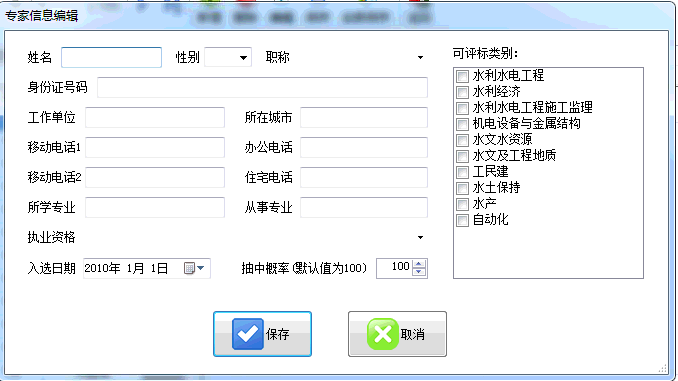 专家信息编辑
姓名 性别 职称
身份证号码
工作单位 所在城市
移动电话1 办公电话
移动电话2 住宅电话
所学专业 从事专业
执业资格
入选日期 2010年 1月 1日 抽中概率(默认值为100) 100
可评标类别:
水利水电工程
水利经济
水利水电工程施工监理
机电设备与金属结构
水文水资源
水文及工程地质
工民建
水土保持
水产
自动化
保存 取消